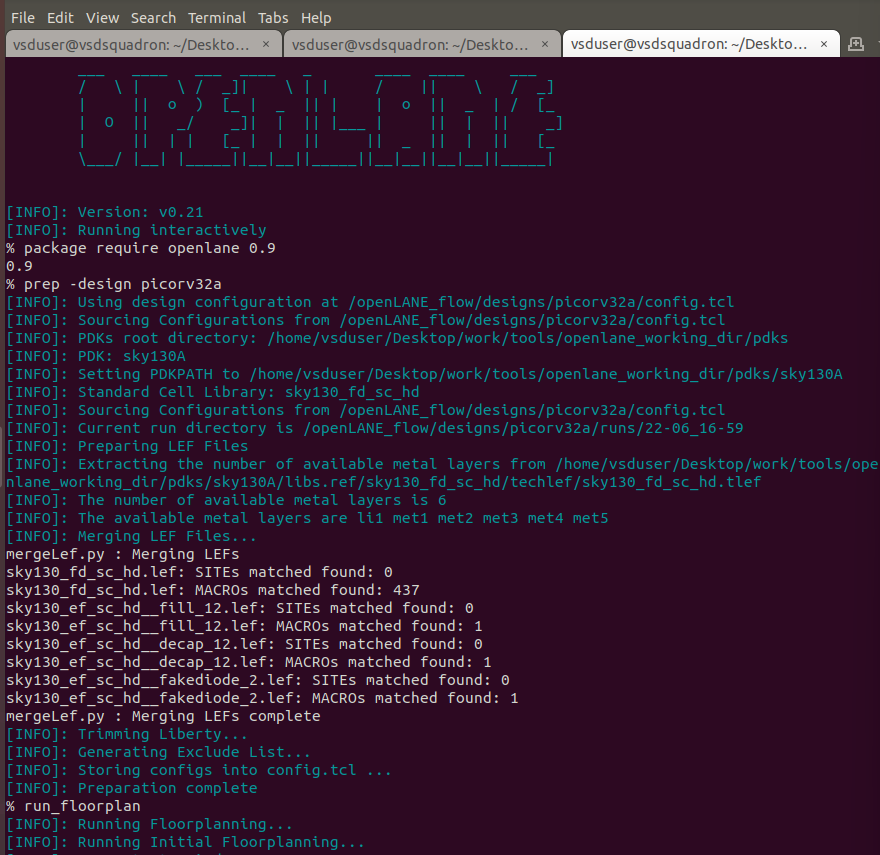 File Edit View Search Terminal Tabs Help
vsduser@vsdsquadron: ~/Deskto... × vsduser@vsdsquadron: ~/Deskto... × vsduser@vsdsquadron: ~/Deskto... ×
[INFO]: Version: v0.21
[INFO]: Running interactively
% package require openlane 0.9
0.9
% prep -design picorv32a
[INFO]: Using design configuration at /openLANE_flow/designs/picorv32a/config.tcl
[INFO]: Sourcing Configurations from /openLANE_flow/designs/picorv32a/config.tcl
[INFO]: PDKs root directory: /home/vsduser/Desktop/work/tools/openlane_working_dir/pdks
[INFO]: PDK: sky130A
[INFO]: Setting PDKPATH to /home/vsduser/Desktop/work/tools/openlane_working_dir/pdks/sky130A
[INFO]: Standard Cell Library: sky130_fd_sc_hd
[INFO]: Sourcing Configurations from /openLANE_flow/designs/picorv32a/config.tcl
[INFO]: Current run directory is /openLANE_flow/designs/picorv32a/runs/22-06_16-59
[INFO]: Preparing LEF Files
[INFO]: Extracting the number of available metal layers from /home/vsduser/Desktop/work/tools/ope
nlane_working_dir/pdks/sky130A/libs.ref/sky130_fd_sc_hd/techlef/sky130_fd_sc_hd.tlef
[INFO]: The number of available metal layers is 6
[INFO]: The available metal layers are li1 met1 met2 met3 met4 met5
[INFO]: Merging LEF Files...
mergeLef.py : Merging LEFs
sky130_fd_sc_hd.lef: SITEs matched found: 0
sky130_fd_sc_hd.lef: MACROs matched found: 437
sky130_ef_sc_hd__fill_12.lef: SITEs matched found: 0
sky130_ef_sc_hd__fill_12.lef: MACROs matched found: 1
sky130_ef_sc_hd__decap_12.lef: SITEs matched found: 0
sky130_ef_sc_hd__decap_12.lef: MACROs matched found: 1
sky130_ef_sc_hd__fakediode_2.lef: SITEs matched found: 0
sky130_ef_sc_hd__fakediode_2.lef: MACROs matched found: 1
mergeLef.py : Merging LEFs complete
[INFO]: Trimming Liberty...
[INFO]: Generating Exclude List...
[INFO]: Storing configs into config.tcl ...
[INFO]: Preparation complete
% run_floorplan
[INFO]: Running Floorplanning...
[INFO]: Running Initial Floorplanning...